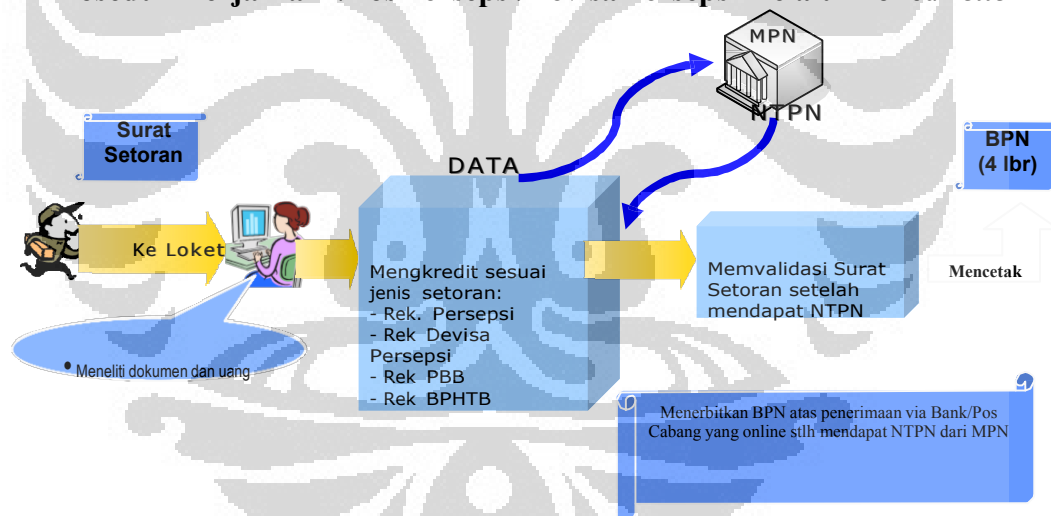 MPN
NTPN
Surat
Setoran
BPN
(4 lbr)
DATA
Ke Loket
Mengkredit sesuai
jenis setoran:
- Rek. Persepsi
- Rek Devisa
Persepsi
- Rek PBB
- Rek BPHTB
Memvalidasi Surat
Setoran setelah
mendapat NTPN
Mencetak
• Meneliti dokumen dan uang
Menerbitkan BPN atas penerimaan via Bank/Pos
Cabang yang online stlh mendapat NTPN dari MPN